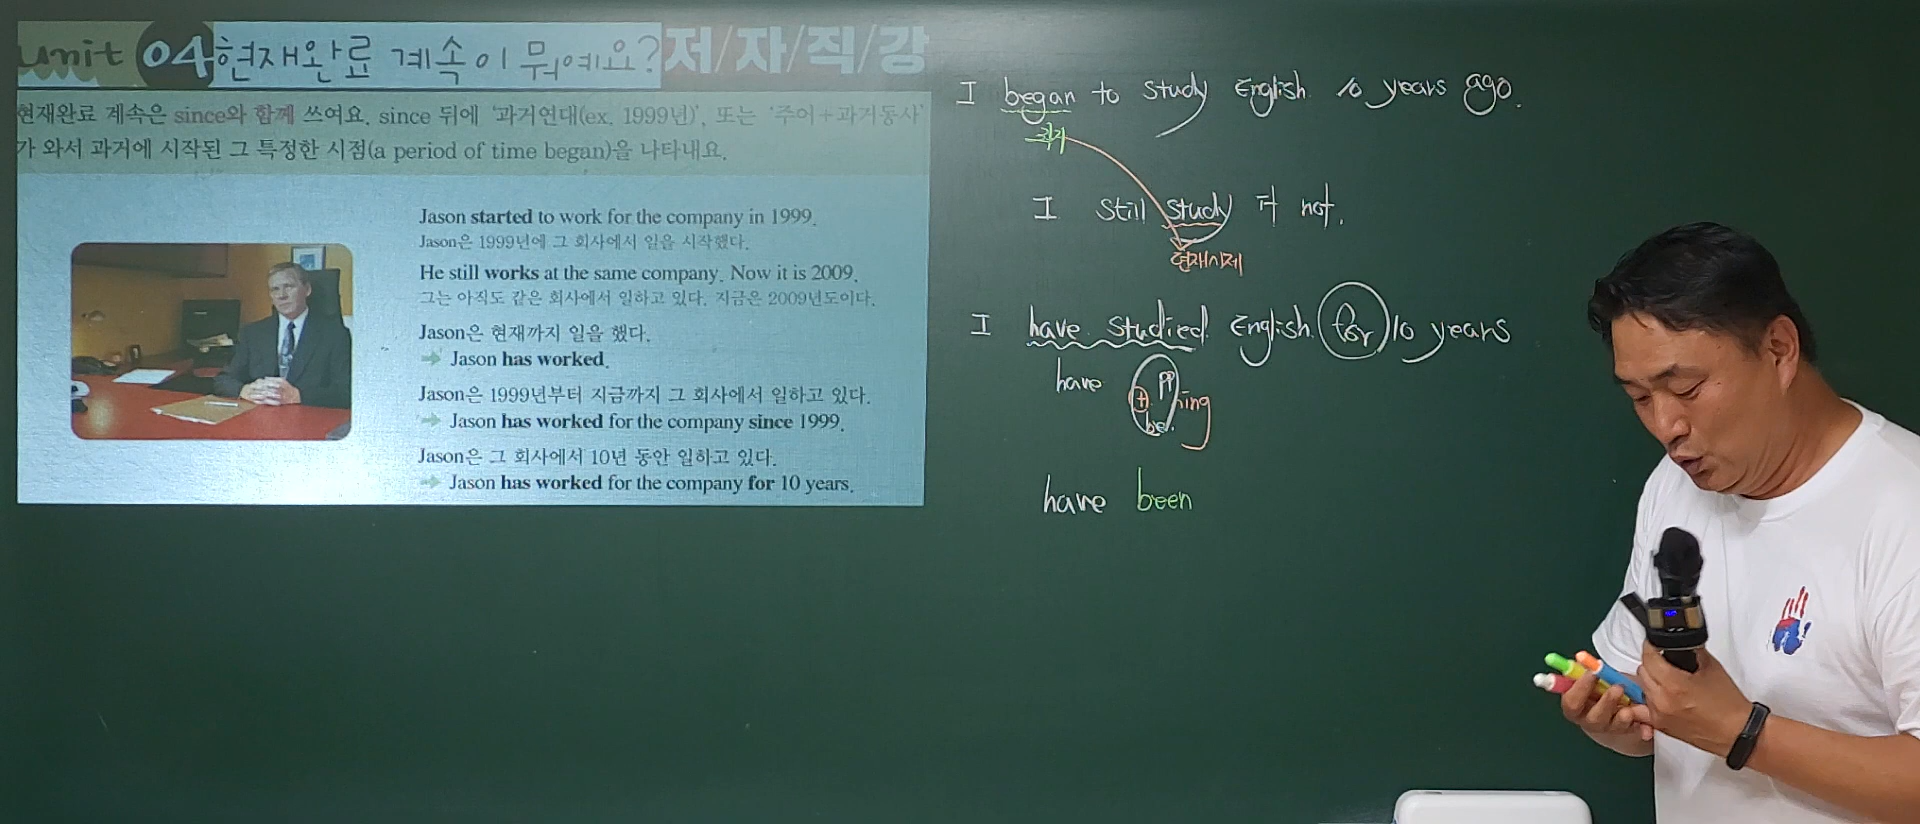 unit 04 현재완료 계속이 뭐예요? 저/자/직/강
현재완료 계속은 since와 함께 쓰여요. since 뒤에 '과거연대(ex. 1999년)', 또는 '주어+과거동사'
가 와서 과거에 시작된 그 특정한 시점(a period of time began)을 나타내요.
Jason started to work for the company in 1999.
Jason은 1999년에 그 회사에서 일을 시작했다.
He still works at the same company. Now it is 2009.
그는 아직도 같은 회사에서 일하고 있다. 지금은 2009년도이다.
Jason은 현재까지 일을 했다.
→ Jason has worked.
Jason은 1999년부터 지금까지 그 회사에서 일하고 있다.
→ Jason has worked for the company since 1999.
Jason은 그 회사에서 10년 동안 일하고 있다.
→ Jason has worked for the company for 10 years.
I began to study English 10 years ago.
과거
I still study it not.
현재시제
I have studied English for 10 years
have pp
+ ing
be.
have been